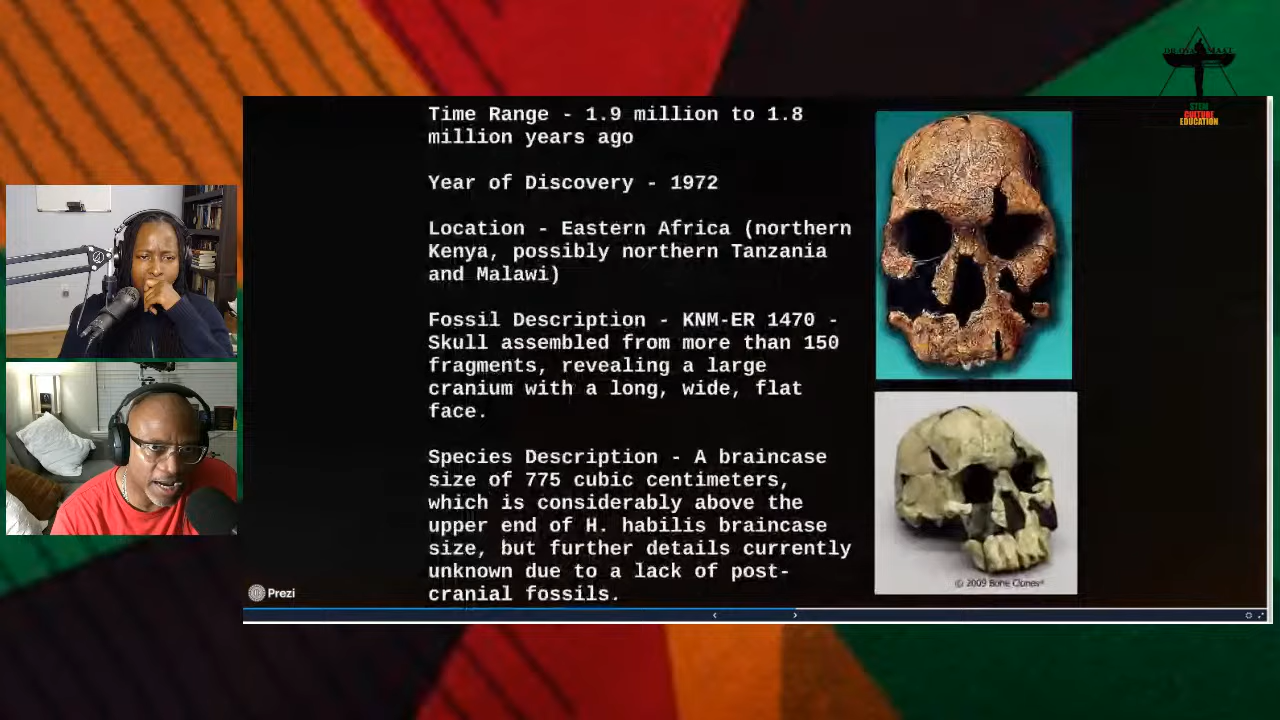 Time Range - 1.9 million to 1.8
million years ago
Year of Discovery - 1972
Location - Eastern Africa (northern
Kenya, possibly northern Tanzania
and Malawi)
Fossil Description - KNM-ER 1470 -
Skull assembled from more than 150
fragments, revealing a large
cranium with a long, wide, flat
face.
Species Description - A braincase
size of 775 cubic centimeters,
which is considerably above the
upper end of H. habilis braincase
size, but further details currently
unknown due to a lack of post-
cranial fossils.
© 2009 Bone Clones®
Prezi
STEM
CULTURE
EDUCATION